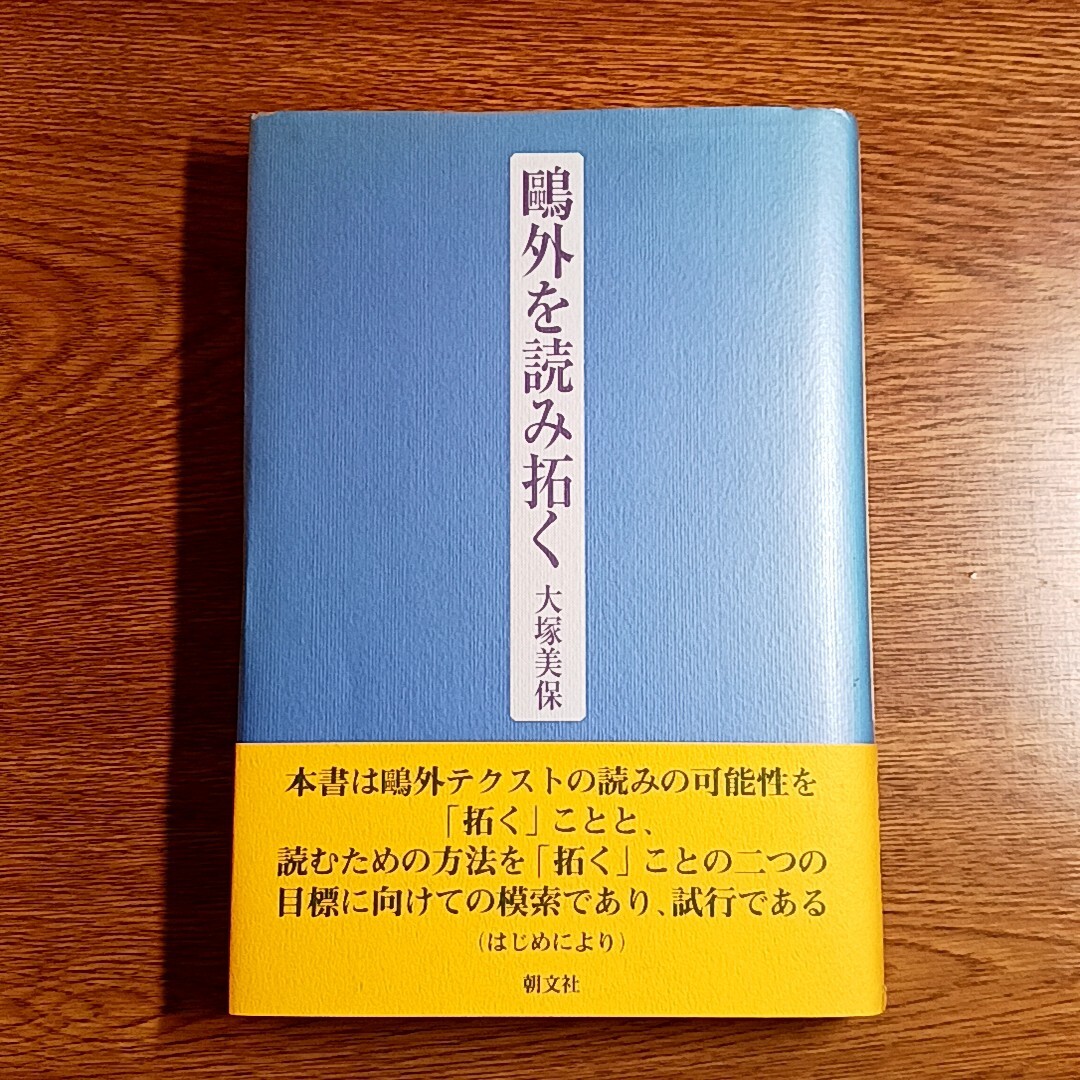 鷗外を読み拓く
大塚美保
本書は鷗外テクストの読みの可能性を
「拓く」ことと、
読むための方法を「拓く」ことの二つの
目標に向けての模索であり、試行である
(はじめにより)
朝文社